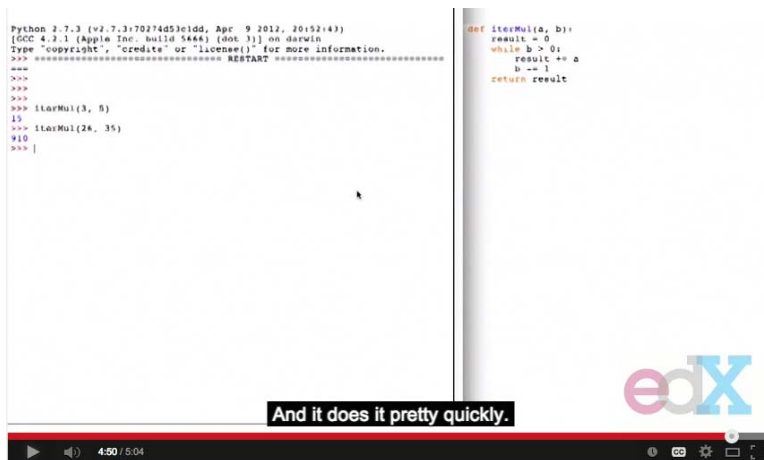 Python 2.7.3 (v2.7.3:70274d53c1dd, Apr  9 2012, 20:52:43)
[GCC 4.2.1 (Apple Inc. build 5666) (dot 3)] on darwin
Type "copyright", "credits" or "license()" for more information.
>>> ================================ RESTART ================================
===
>>>
>>>
>>>
>>> iterMul(3, 5)
15
>>> iterMul(26, 35)
910
>>>
def iterMul(a, b):
    result = 0
    while b > 0:
        result += a
        b -= 1
    return result
edX
And it does it pretty quickly.
4:50 / 5:04
CC